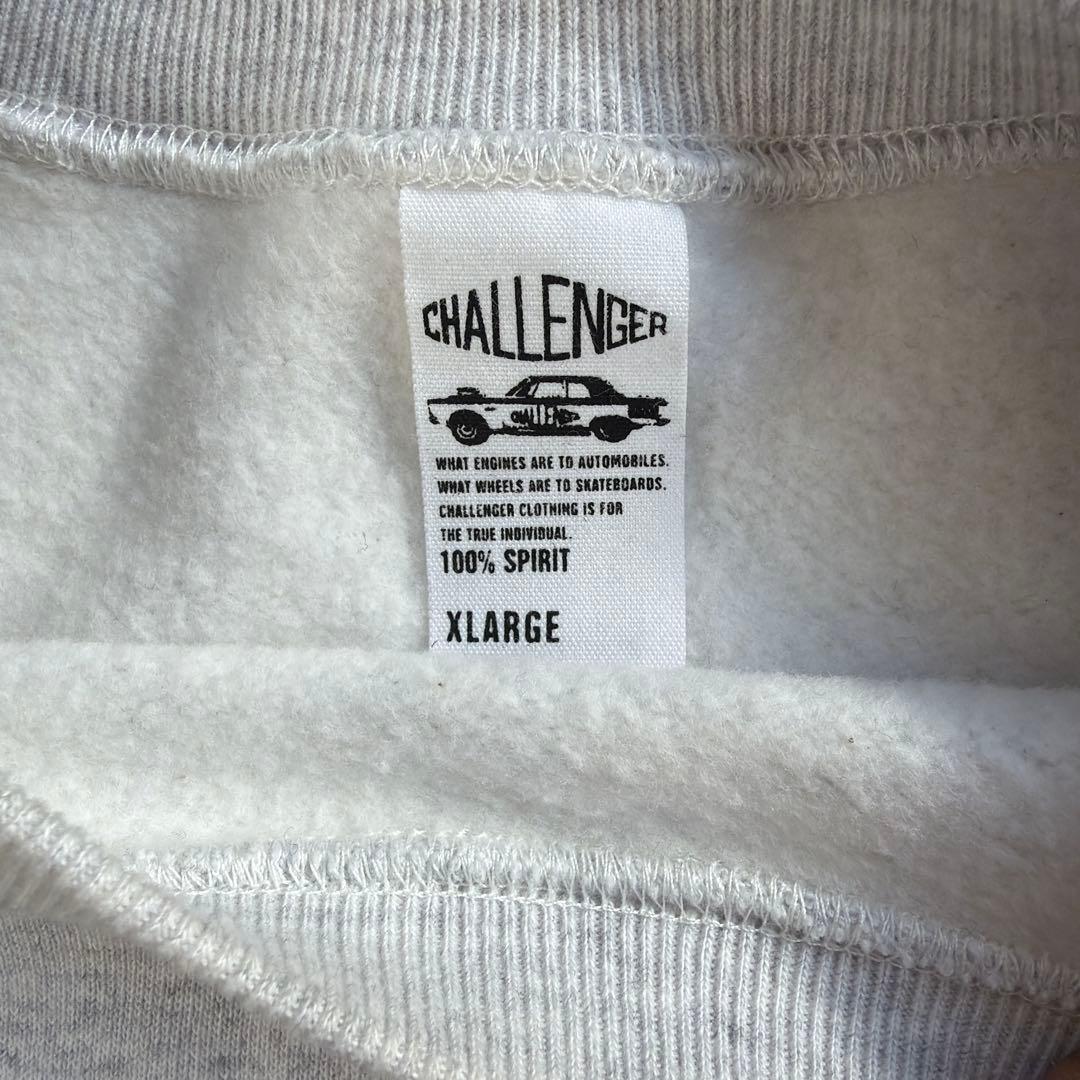 CHALLENGER
CHALLENGER
WHAT ENGINES ARE TO AUTOMOBILES.
WHAT WHEELS ARE TO SKATEBOARDS.
CHALLENGER CLOTHING IS FOR
THE TRUE INDIVIDUAL.
100% SPIRIT
XLARGE